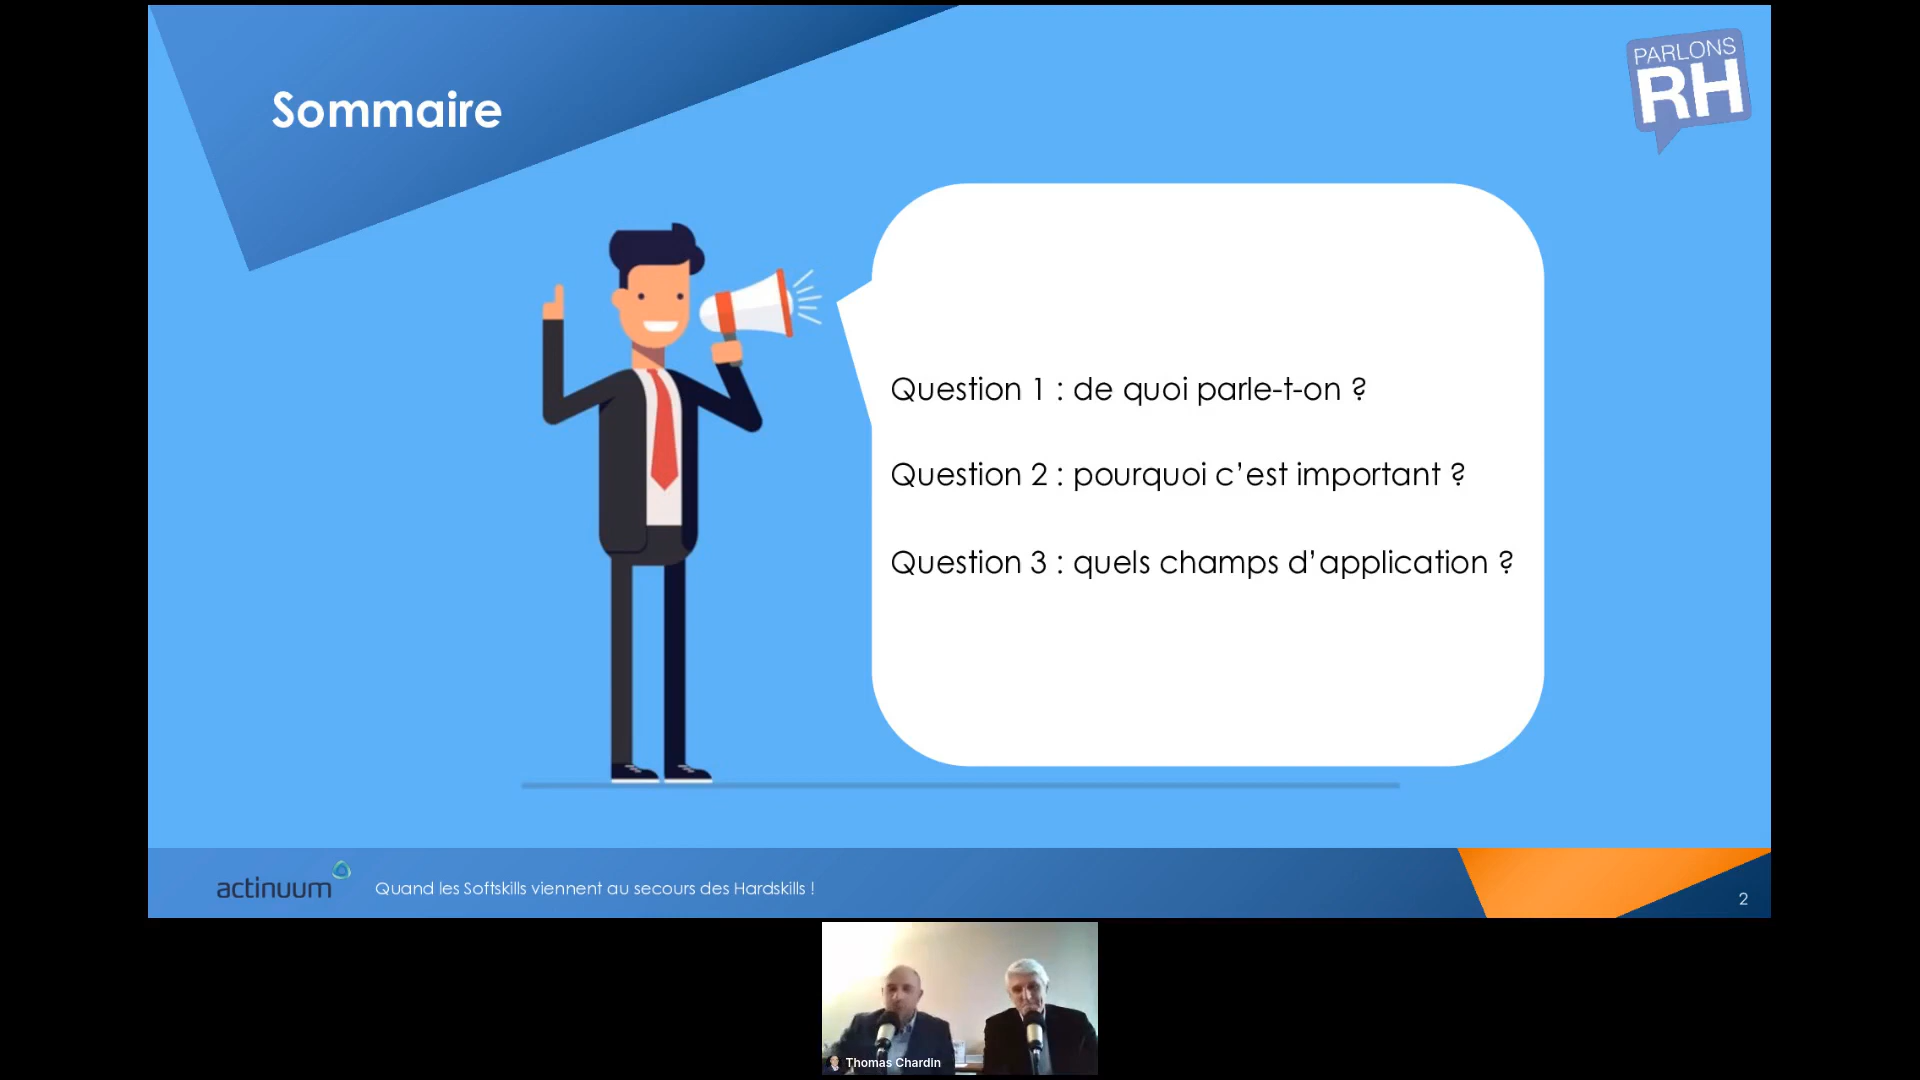 Sommaire
PARLONS
RH
Question 1 : de quoi parle-t-on ?
Question 2 : pourquoi c’est important ?
Question 3 : quels champs d’application ?
actinuum
Quand les Softskills viennent au secours des Hardskills !
2
Thomas Chardin